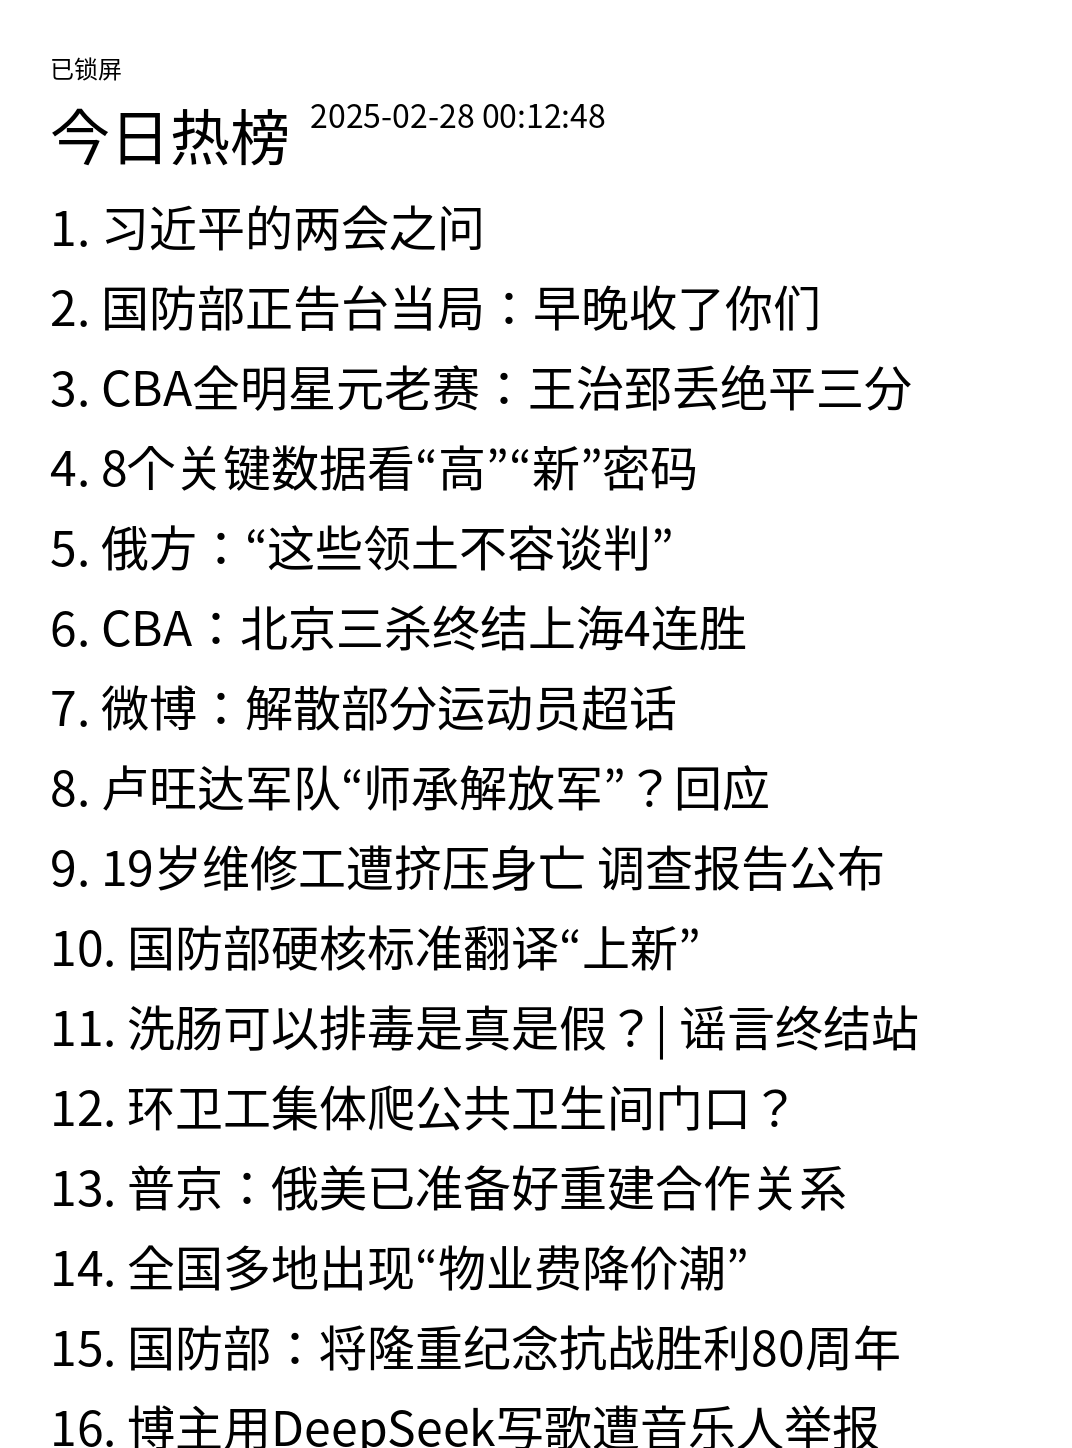 已锁屏
今日热榜 2025-02-28 00:12:48
1. 习近平的两会之问
2. 国防部正告台当局：早晚收了你们
3. CBA全明星元老赛：王治郅丢绝平三分
4. 8个关键数据看“高”“新”密码
5. 俄方：“这些领土不容谈判”
6. CBA：北京三杀终结上海4连胜
7. 微博：解散部分运动员超话
8. 卢旺达军队“师承解放军”？回应
9. 19岁维修工遭挤压身亡 调查报告公布
10. 国防部硬核标准翻译“上新”
11. 洗肠可以排毒是真是假？| 谣言终结站
12. 环卫工集体爬公共卫生间门口？
13. 普京：俄美已准备好重建合作关系
14. 全国多地出现“物业费降价潮”
15. 国防部：将隆重纪念抗战胜利80周年
16. 博主用DeepSeek写歌遭音乐人举报